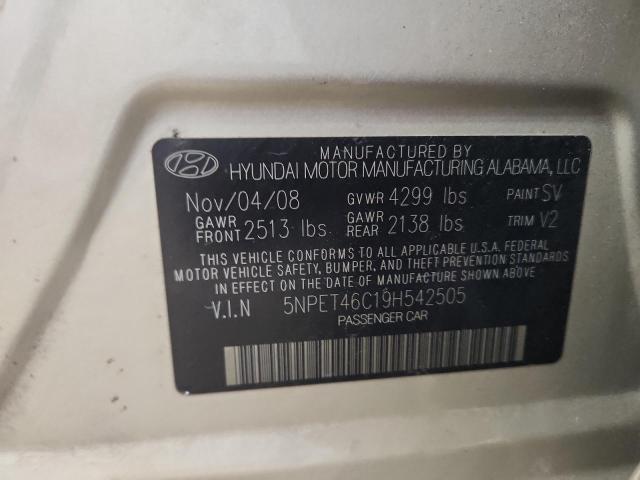 MANUFACTURED BY
HYUNDAI MOTOR MANUFACTURING ALABAMA, LLC
Nov/04/08 GVWR 4299 lbs PAINT SV
GAWR FRONT 2513 lbs GAWR REAR 2138 lbs TRIM V2
THIS VEHICLE CONFORMS TO ALL APPLICABLE U.S.A. FEDERAL
MOTOR VEHICLE SAFETY, BUMPER, AND THEFT PREVENTION STANDARDS
IN EFFECT ON THE DATE OF MANUFACTURE SHOWN ABOVE.
V.I.N 5NPET46C19H542505
PASSENGER CAR